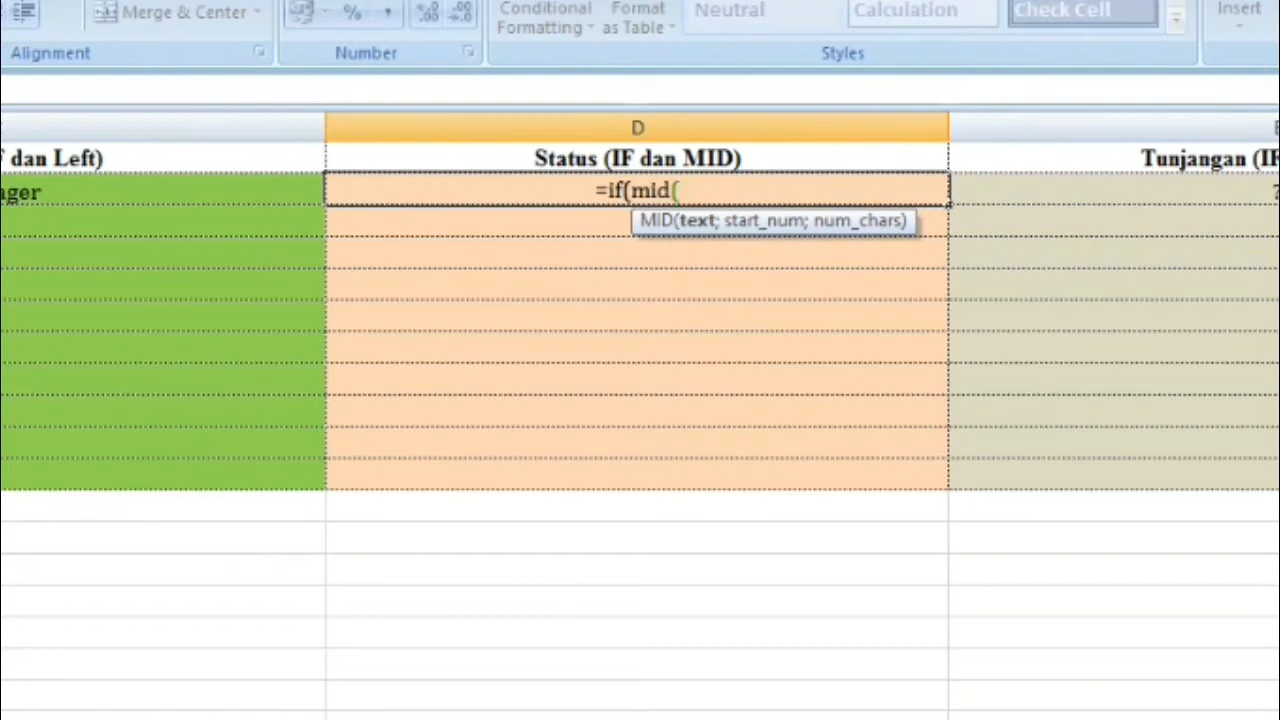 Merge & Center
%
Conditional
Formatting
Format
as Table
Neutral
Calculation
Check Cell
Insert
Alignment
Number
Styles
D
F dan Left)
Status (IF dan MID)
Tunjangan (IF
ager
=if(mid(
?
MID(text; start_num; num_chars)